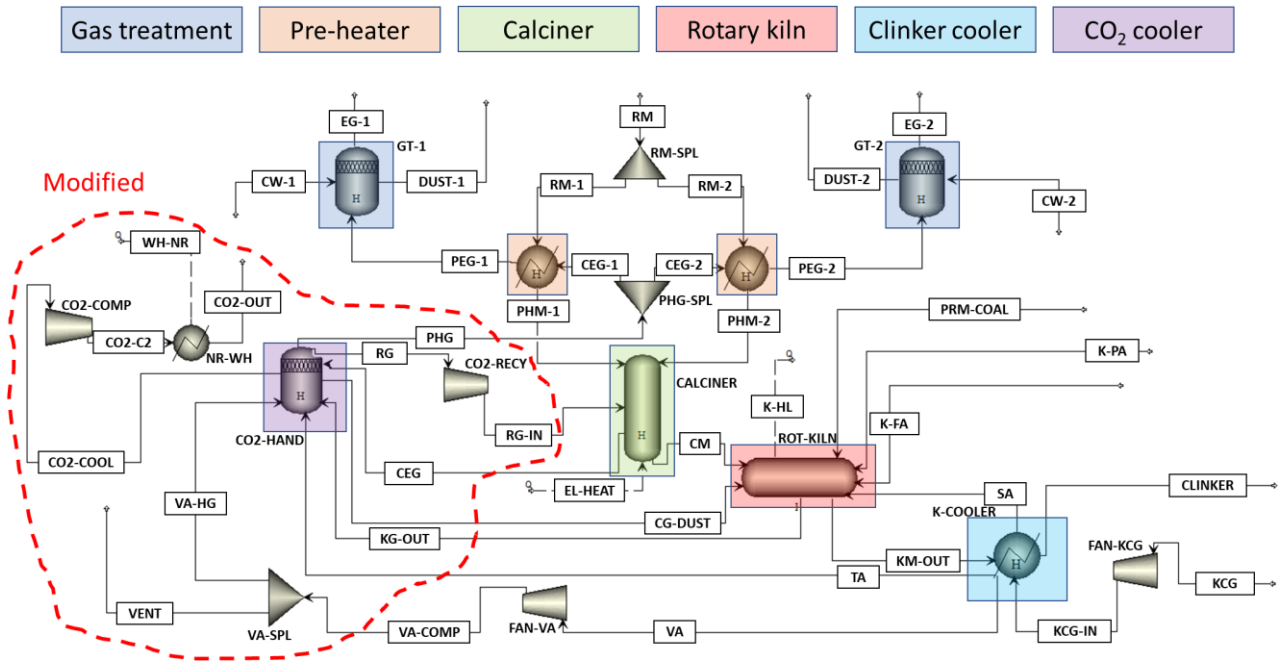 Gas treatment
Pre-heater
Calciner
Rotary kiln
Clinker cooler
CO₂ cooler
EG-1
RM
EG-2
GT-1
RM-SPL
GT-2
CW-1
DUST-1
RM-1
RM-2
DUST-2
CW-2
Modified
WH-NR
PEG-1
CEG-1
CEG-2
PEG-2
CO2-COMP
CO2-OUT
PHM-1
PHG-SPL
PHM-2
PRM-COAL
CO2-C2
NR-WH
PHG
RG
CO2-RECY
K-PA
CALCINER
K-HL
K-FA
RG-IN
CO2-HAND
ROT-KILN
CM
CO2-COOL
CEG
EL-HEAT
SA
CLINKER
VA-HG
CG-DUST
K-COOLER
KG-OUT
KM-OUT
FAN-KCG
TA
KCG
VENT
VA-SPL
VA-COMP
FAN-VA
VA
KCG-IN
H
H
H
H
H
H
H
H
I
Q
Q
Q